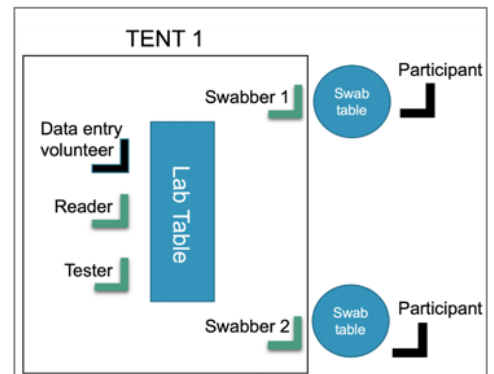 TENT 1
Participant
Swabber 1
Swab
table
Data entry
volunteer
Lab Table
Reader
Tester
Participant
Swabber 2
Swab
table